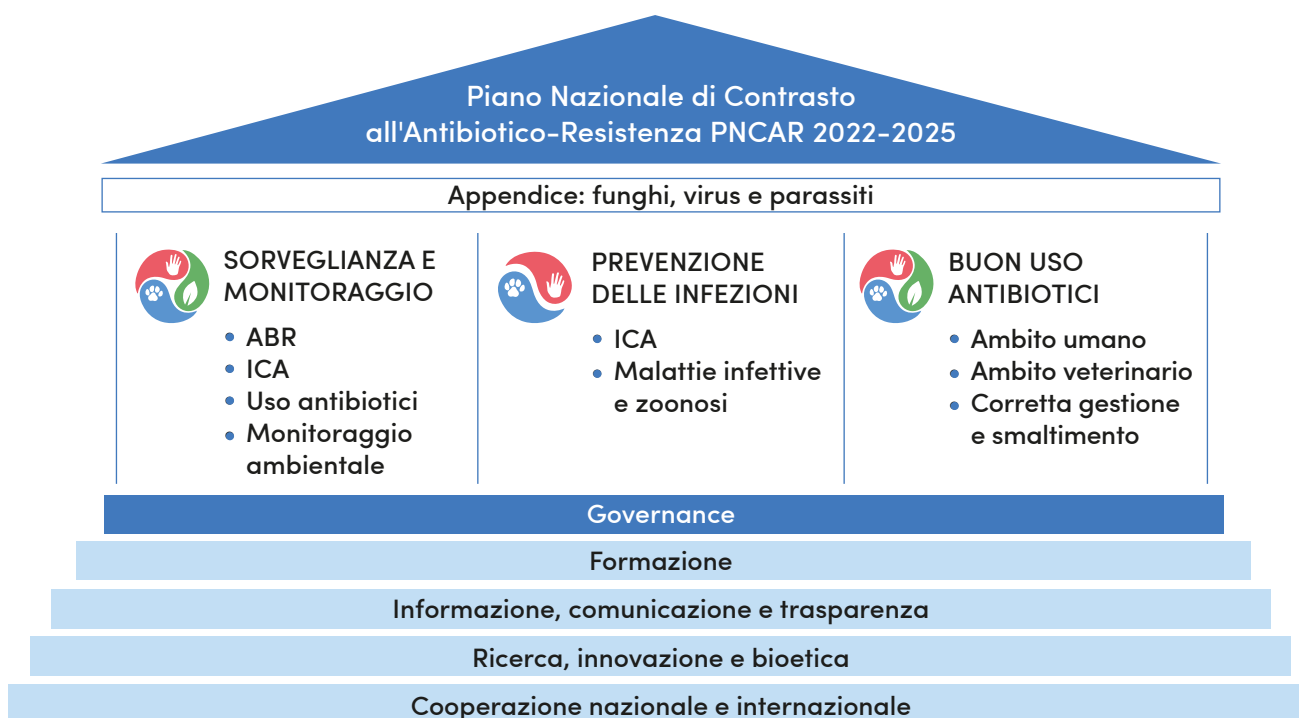 Piano Nazionale di Contrasto
all'Antibiotico-Resistenza PNCAR 2022-2025
Appendice: funghi, virus e parassiti
SORVEGLIANZA E
MONITORAGGIO
• ABR
• ICA
• Uso antibiotici
• Monitoraggio
ambientale
PREVENZIONE
DELLE INFEZIONI
• ICA
• Malattie infettive
e zoonosi
BUON USO
ANTIBIOTICI
• Ambito umano
• Ambito veterinario
• Corretta gestione
e smaltimento
Governance
Formazione
Informazione, comunicazione e trasparenza
Ricerca, innovazione e bioetica
Cooperazione nazionale e internazionale